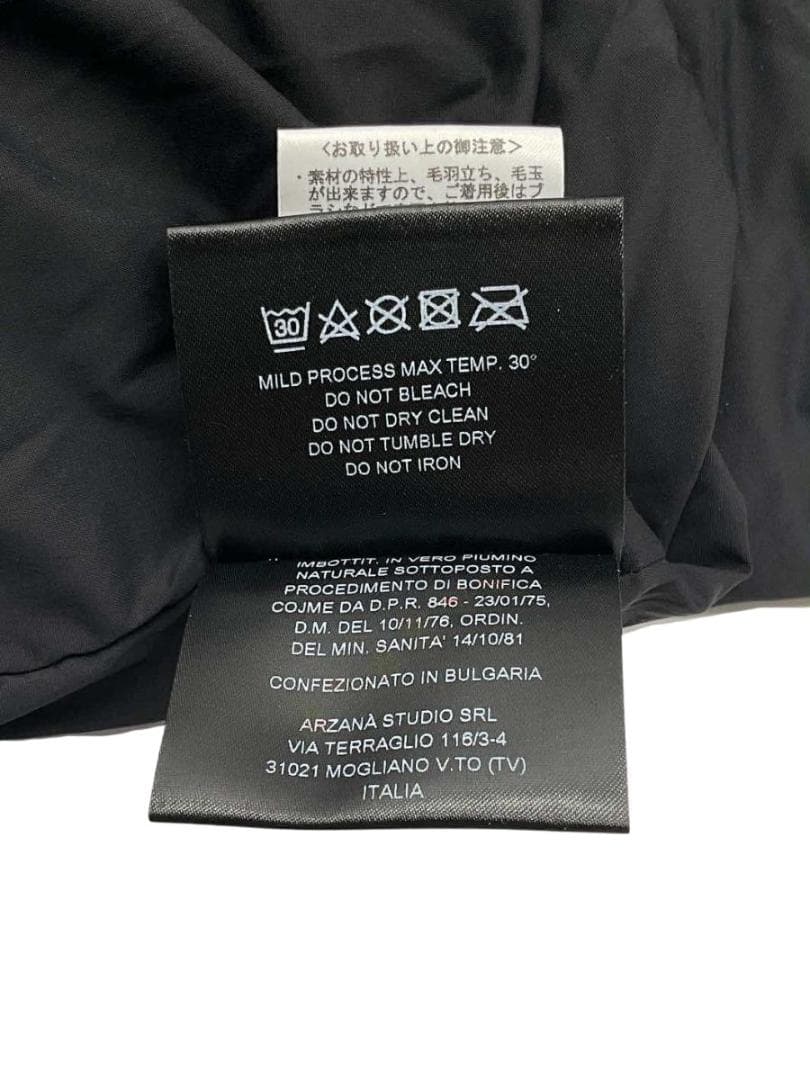 <お取り扱い上の御注意>
・素材の特性上、毛羽立ち、毛玉
が出来ますので、ご着用後はブ
30
MILD PROCESS MAX TEMP. 30°
DO NOT BLEACH
DO NOT DRY CLEAN
DO NOT TUMBLE DRY
DO NOT IRON
IMBOTTIT. IN VERO PIUMINO
NATURALE SOTTOPOSTO A
PROCEDIMENTO DI BONIFICA
COJME DA D.P.R. 846 - 23/01/75,
D.M. DEL 10/11/76, ORDIN.
DEL MIN. SANITA' 14/10/81
CONFEZIONATO IN BULGARIA
ARZANÀ STUDIO SRL
VIA TERRAGLIO 116/3-4
31021 MOGLIANO V.TO (TV)
ITALIA